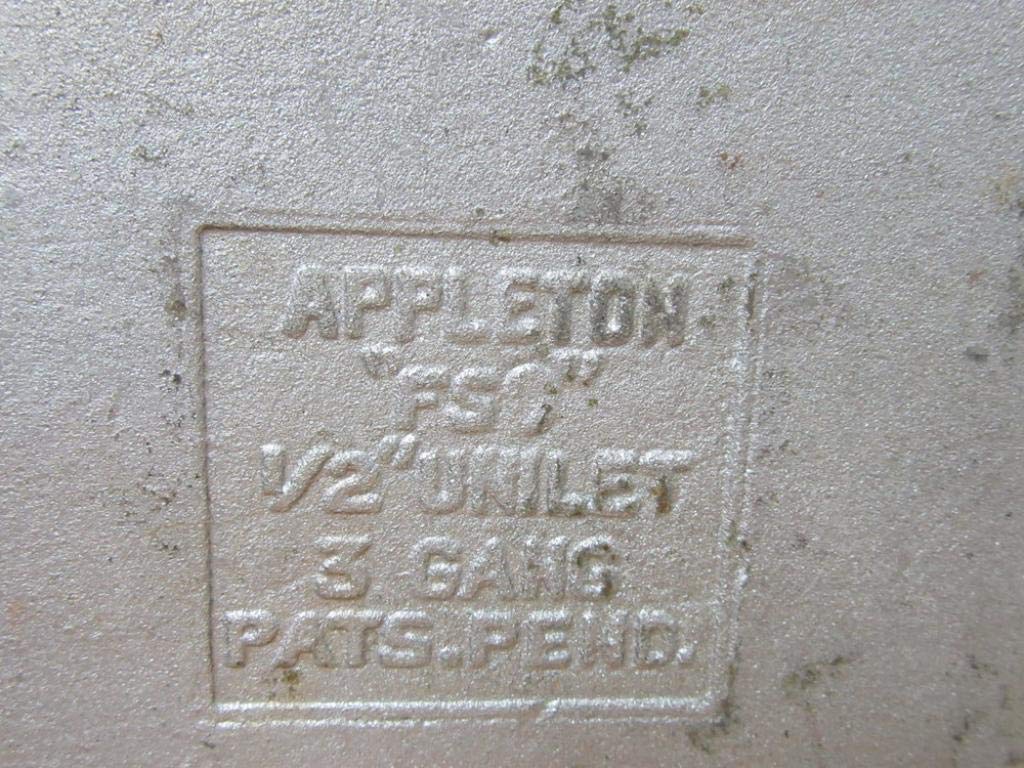 APPLETON
"FSC"
1/2" UNILET
3 GANG
PATS. PEND.